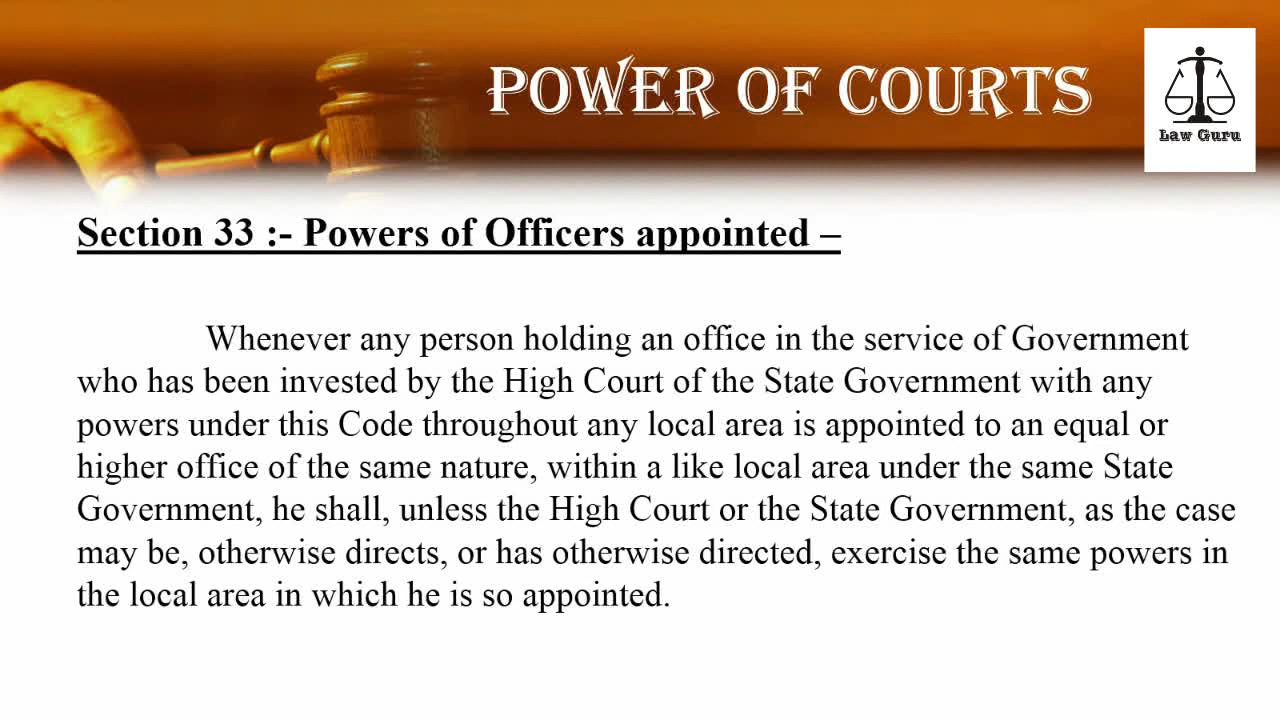 POWER OF COURTS
Law Guru
Section 33 :- Powers of Officers appointed –
Whenever any person holding an office in the service of Government
who has been invested by the High Court of the State Government with any
powers under this Code throughout any local area is appointed to an equal or
higher office of the same nature, within a like local area under the same State
Government, he shall, unless the High Court or the State Government, as the case
may be, otherwise directs, or has otherwise directed, exercise the same powers in
the local area in which he is so appointed.